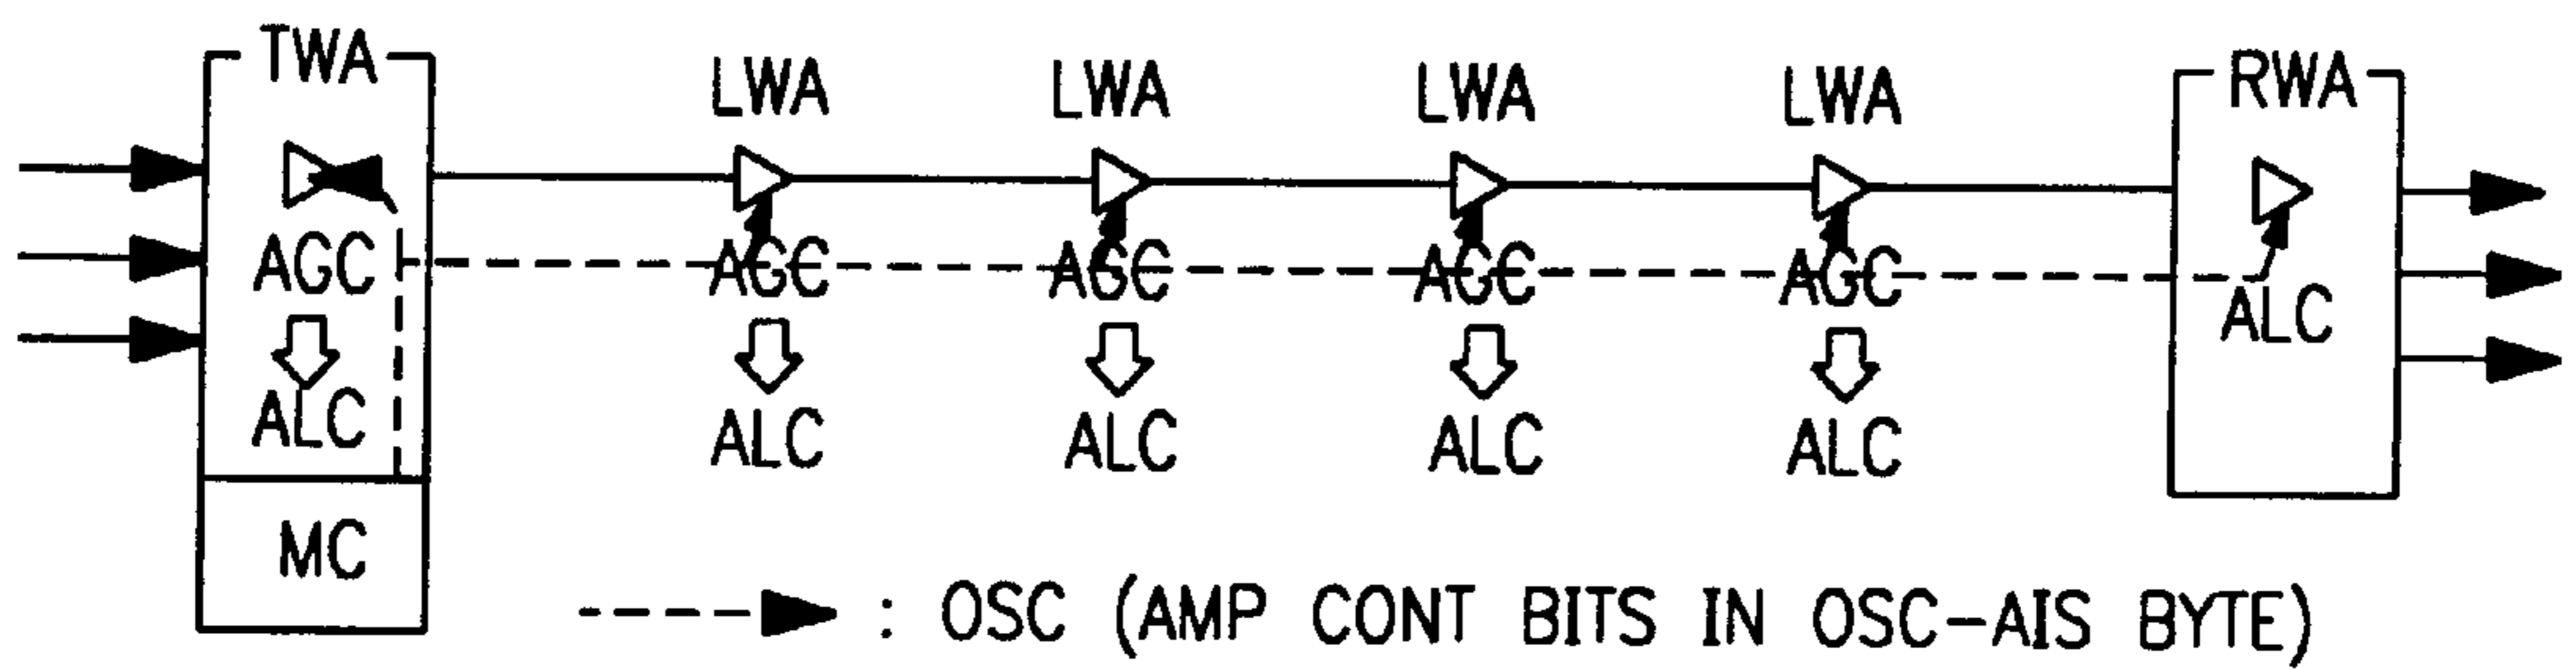 TWA LWA LWA LWA LWA RWA
AGC AGC AGC AGC AGC ALC
ALC ALC ALC ALC ALC
MC
: OSC (AMP CONT BITS IN OSC-AIS BYTE)